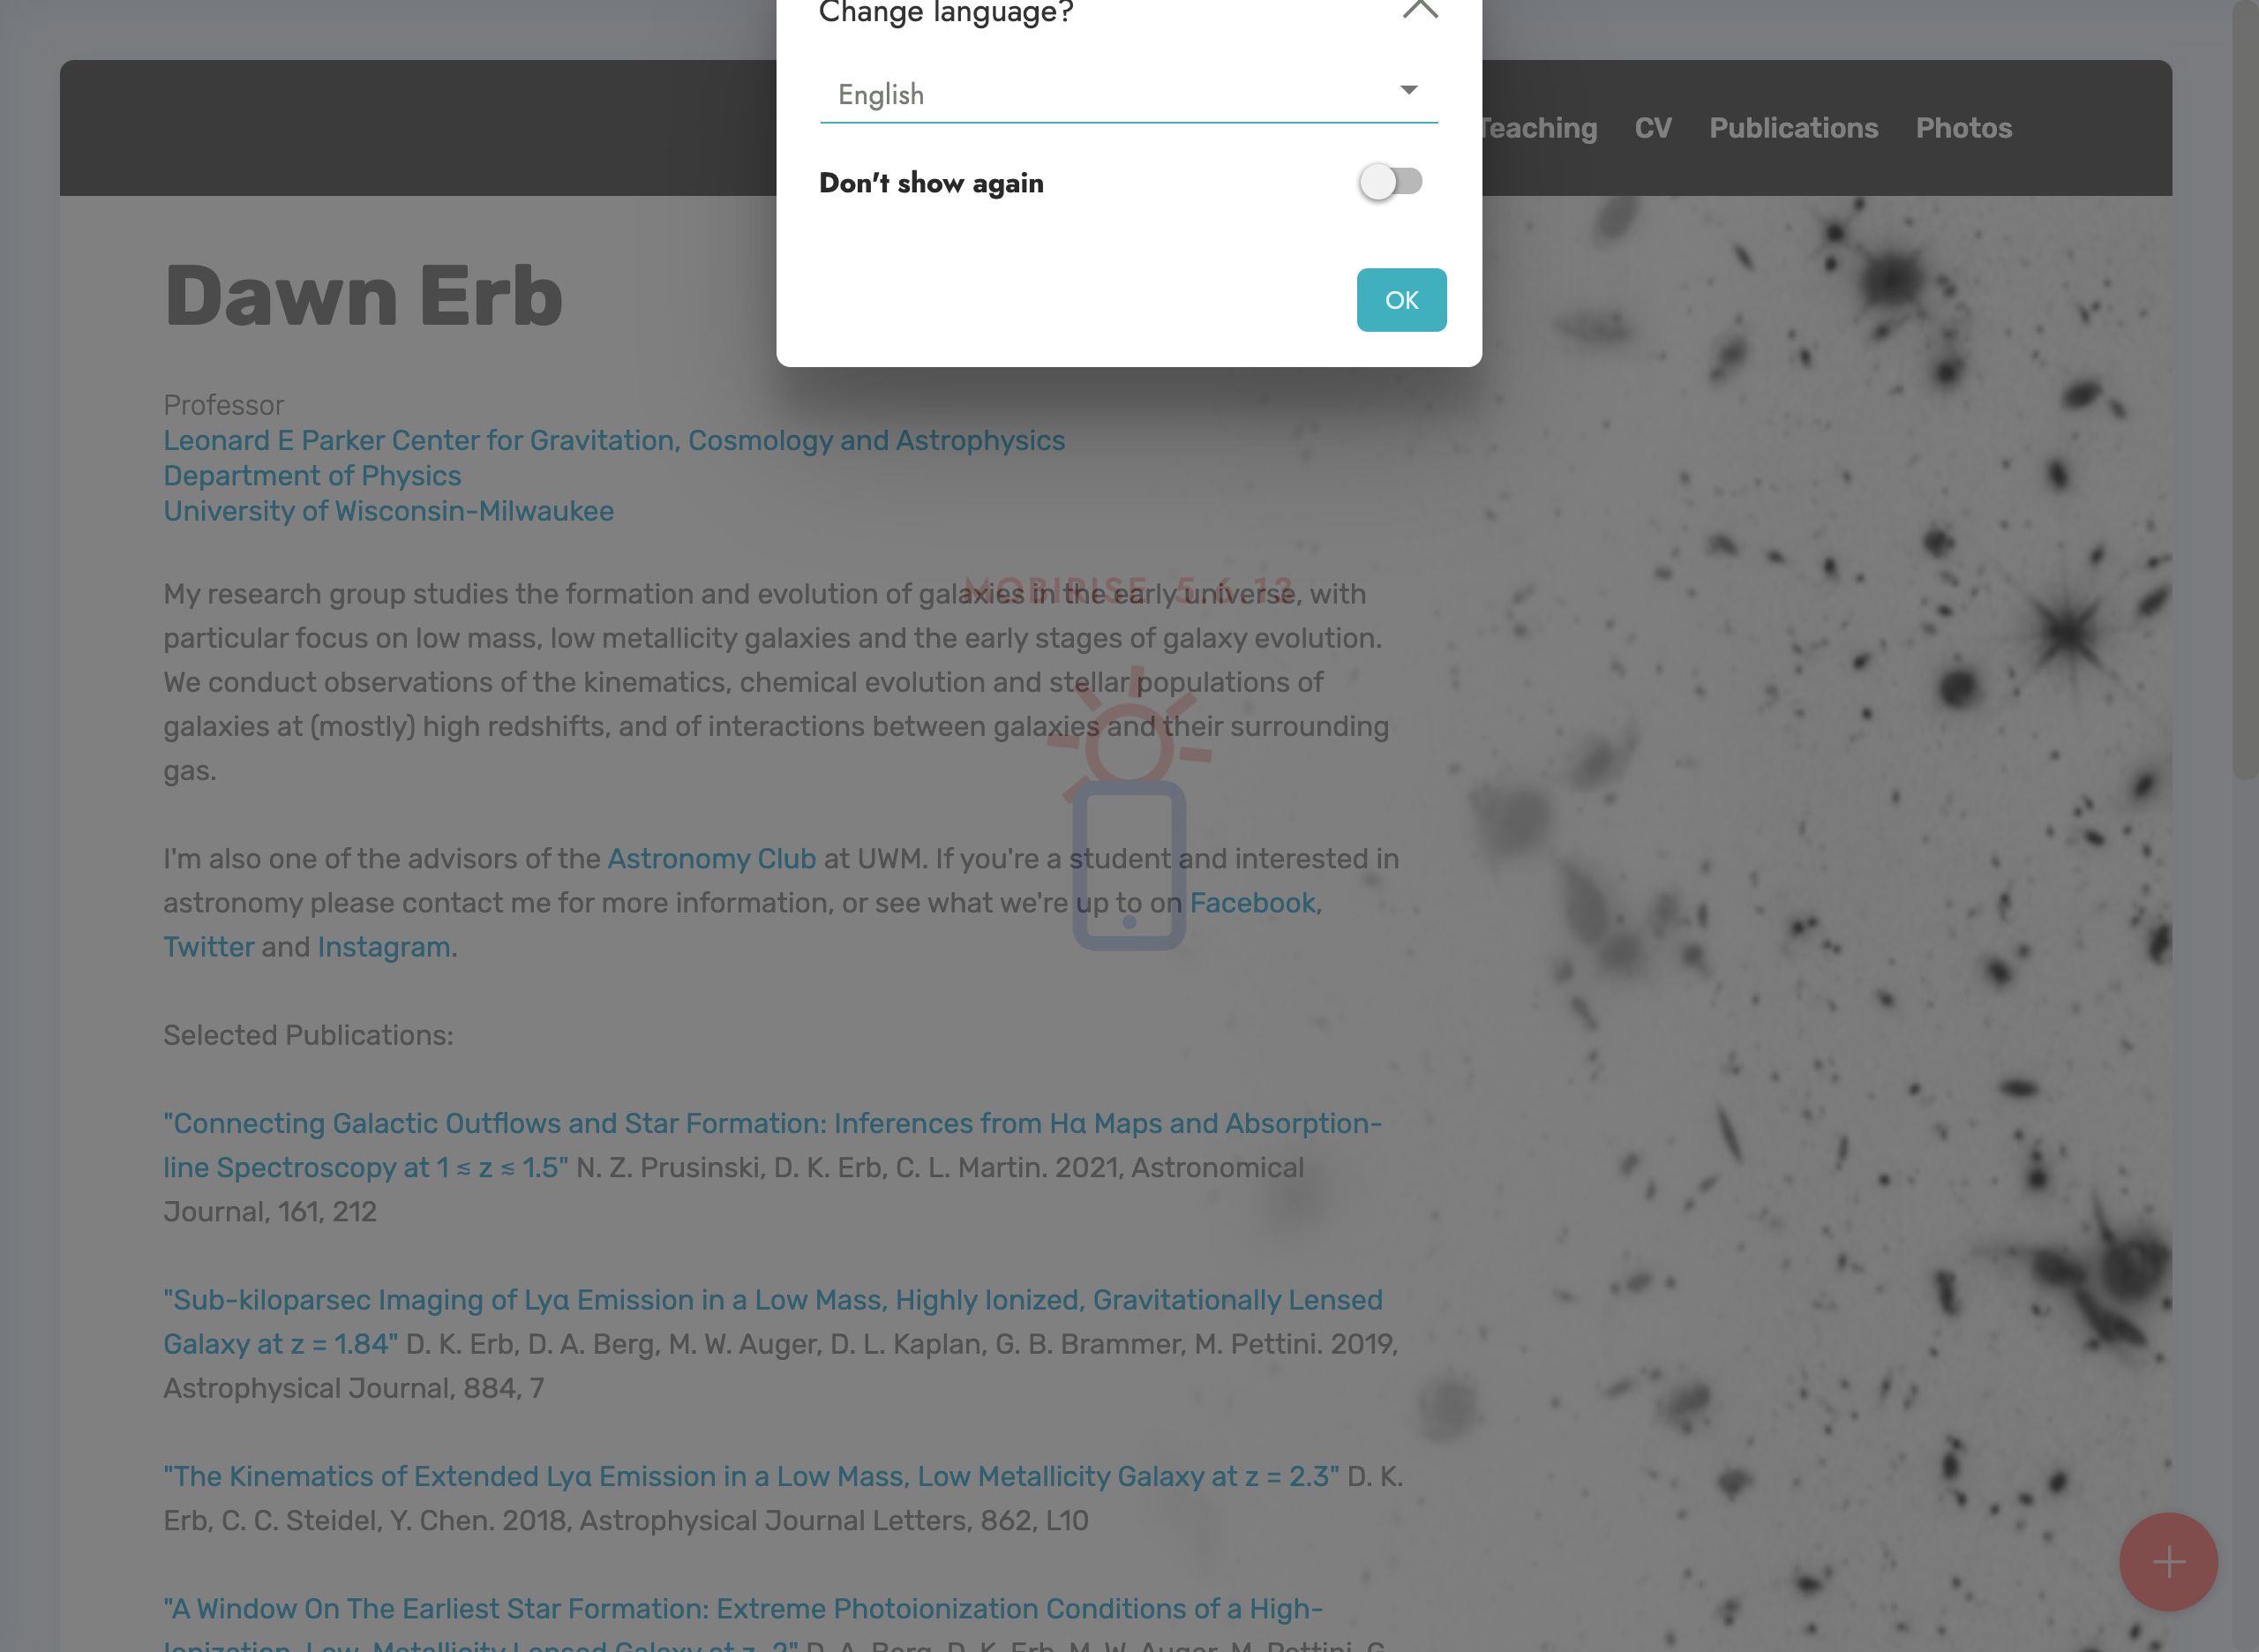 Change language?
English
Don't show again
OK
Teaching CV Publications Photos
Dawn Erb
Professor
Leonard E Parker Center for Gravitation, Cosmology and Astrophysics
Department of Physics
University of Wisconsin-Milwaukee
MOBIRISE 5.6.13
My research group studies the formation and evolution of galaxies in the early universe, with
particular focus on low mass, low metallicity galaxies and the early stages of galaxy evolution.
We conduct observations of the kinematics, chemical evolution and stellar populations of
galaxies at (mostly) high redshifts, and of interactions between galaxies and their surrounding
gas.
I'm also one of the advisors of the Astronomy Club at UWM. If you're a student and interested in
astronomy please contact me for more information, or see what we're up to on Facebook,
Twitter and Instagram.
Selected Publications:
"Connecting Galactic Outflows and Star Formation: Inferences from Hα Maps and Absorption-
line Spectroscopy at 1 ≲ z ≲ 1.5" N. Z. Prusinski, D. K. Erb, C. L. Martin. 2021, Astronomical
Journal, 161, 212
"Sub-kiloparsec Imaging of Lyα Emission in a Low Mass, Highly Ionized, Gravitationally Lensed
Galaxy at z = 1.84" D. K. Erb, D. A. Berg, M. W. Auger, D. L. Kaplan, G. B. Brammer, M. Pettini. 2019,
Astrophysical Journal, 884, 7
"The Kinematics of Extended Lyα Emission in a Low Mass, Low Metallicity Galaxy at z = 2.3" D. K.
Erb, C. C. Steidel, Y. Chen. 2018, Astrophysical Journal Letters, 862, L10
"A Window On The Earliest Star Formation: Extreme Photoionization Conditions of a High-
Ionization, Low-Metallicity Lensed Galaxy at z~2" D. A. Berg, D. K. Erb, M. W. Auger, M. Pettini, G.